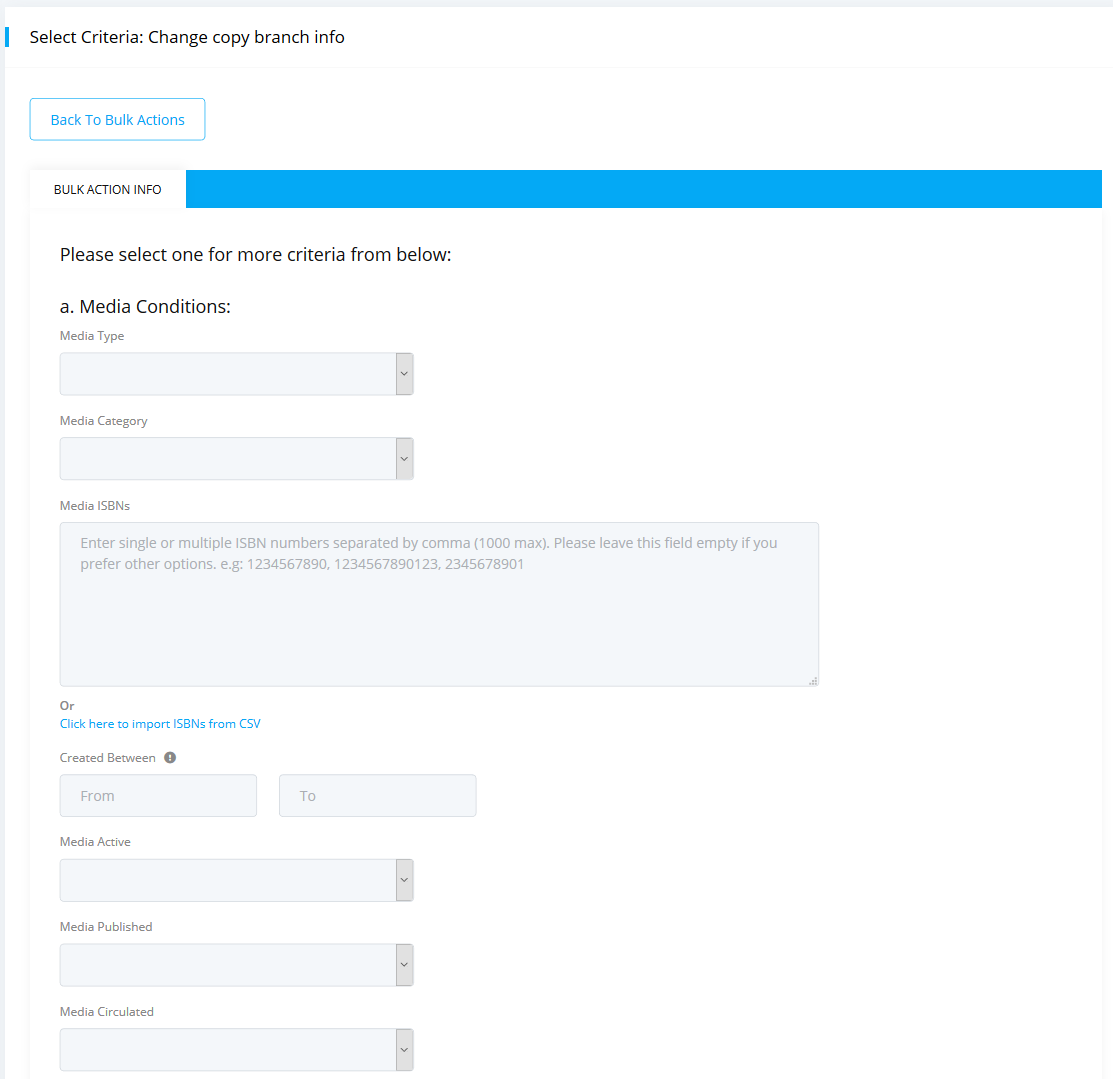 Select Criteria: Change copy branch info
Back To Bulk Actions
BULK ACTION INFO
Please select one for more criteria from below:
a. Media Conditions:
Media Type
Media Category
Media ISBNs
Enter single or multiple ISBN numbers separated by comma (1000 max). Please leave this field empty if you
prefer other options. e.g: 1234567890, 1234567890123, 2345678901
Or
Click here to import ISBNs from CSV
Created Between
From To
Media Active
Media Published
Media Circulated